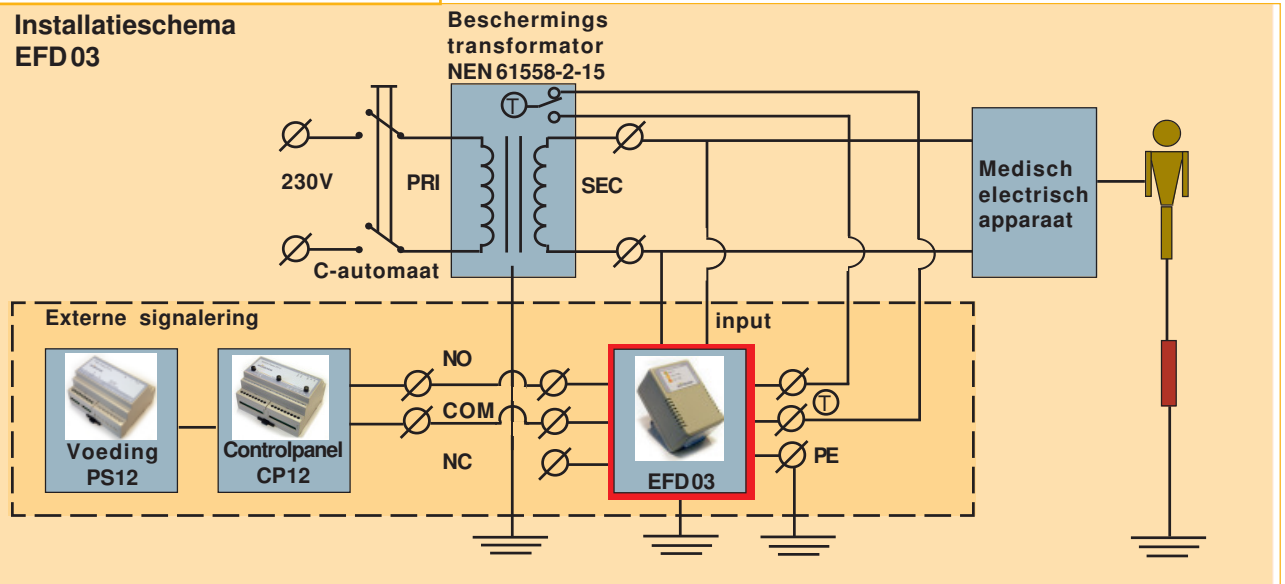 Installatieschema
EFD 03
Beschermings
transformator
NEN 61558-2-15
T
230V
PRI
SEC
C-automaat
Medisch
electrisch
apparaat
Externe signalering
input
NO
COM
NC
T
PE
Voeding
PS12
Controlpanel
CP12
EFD 03